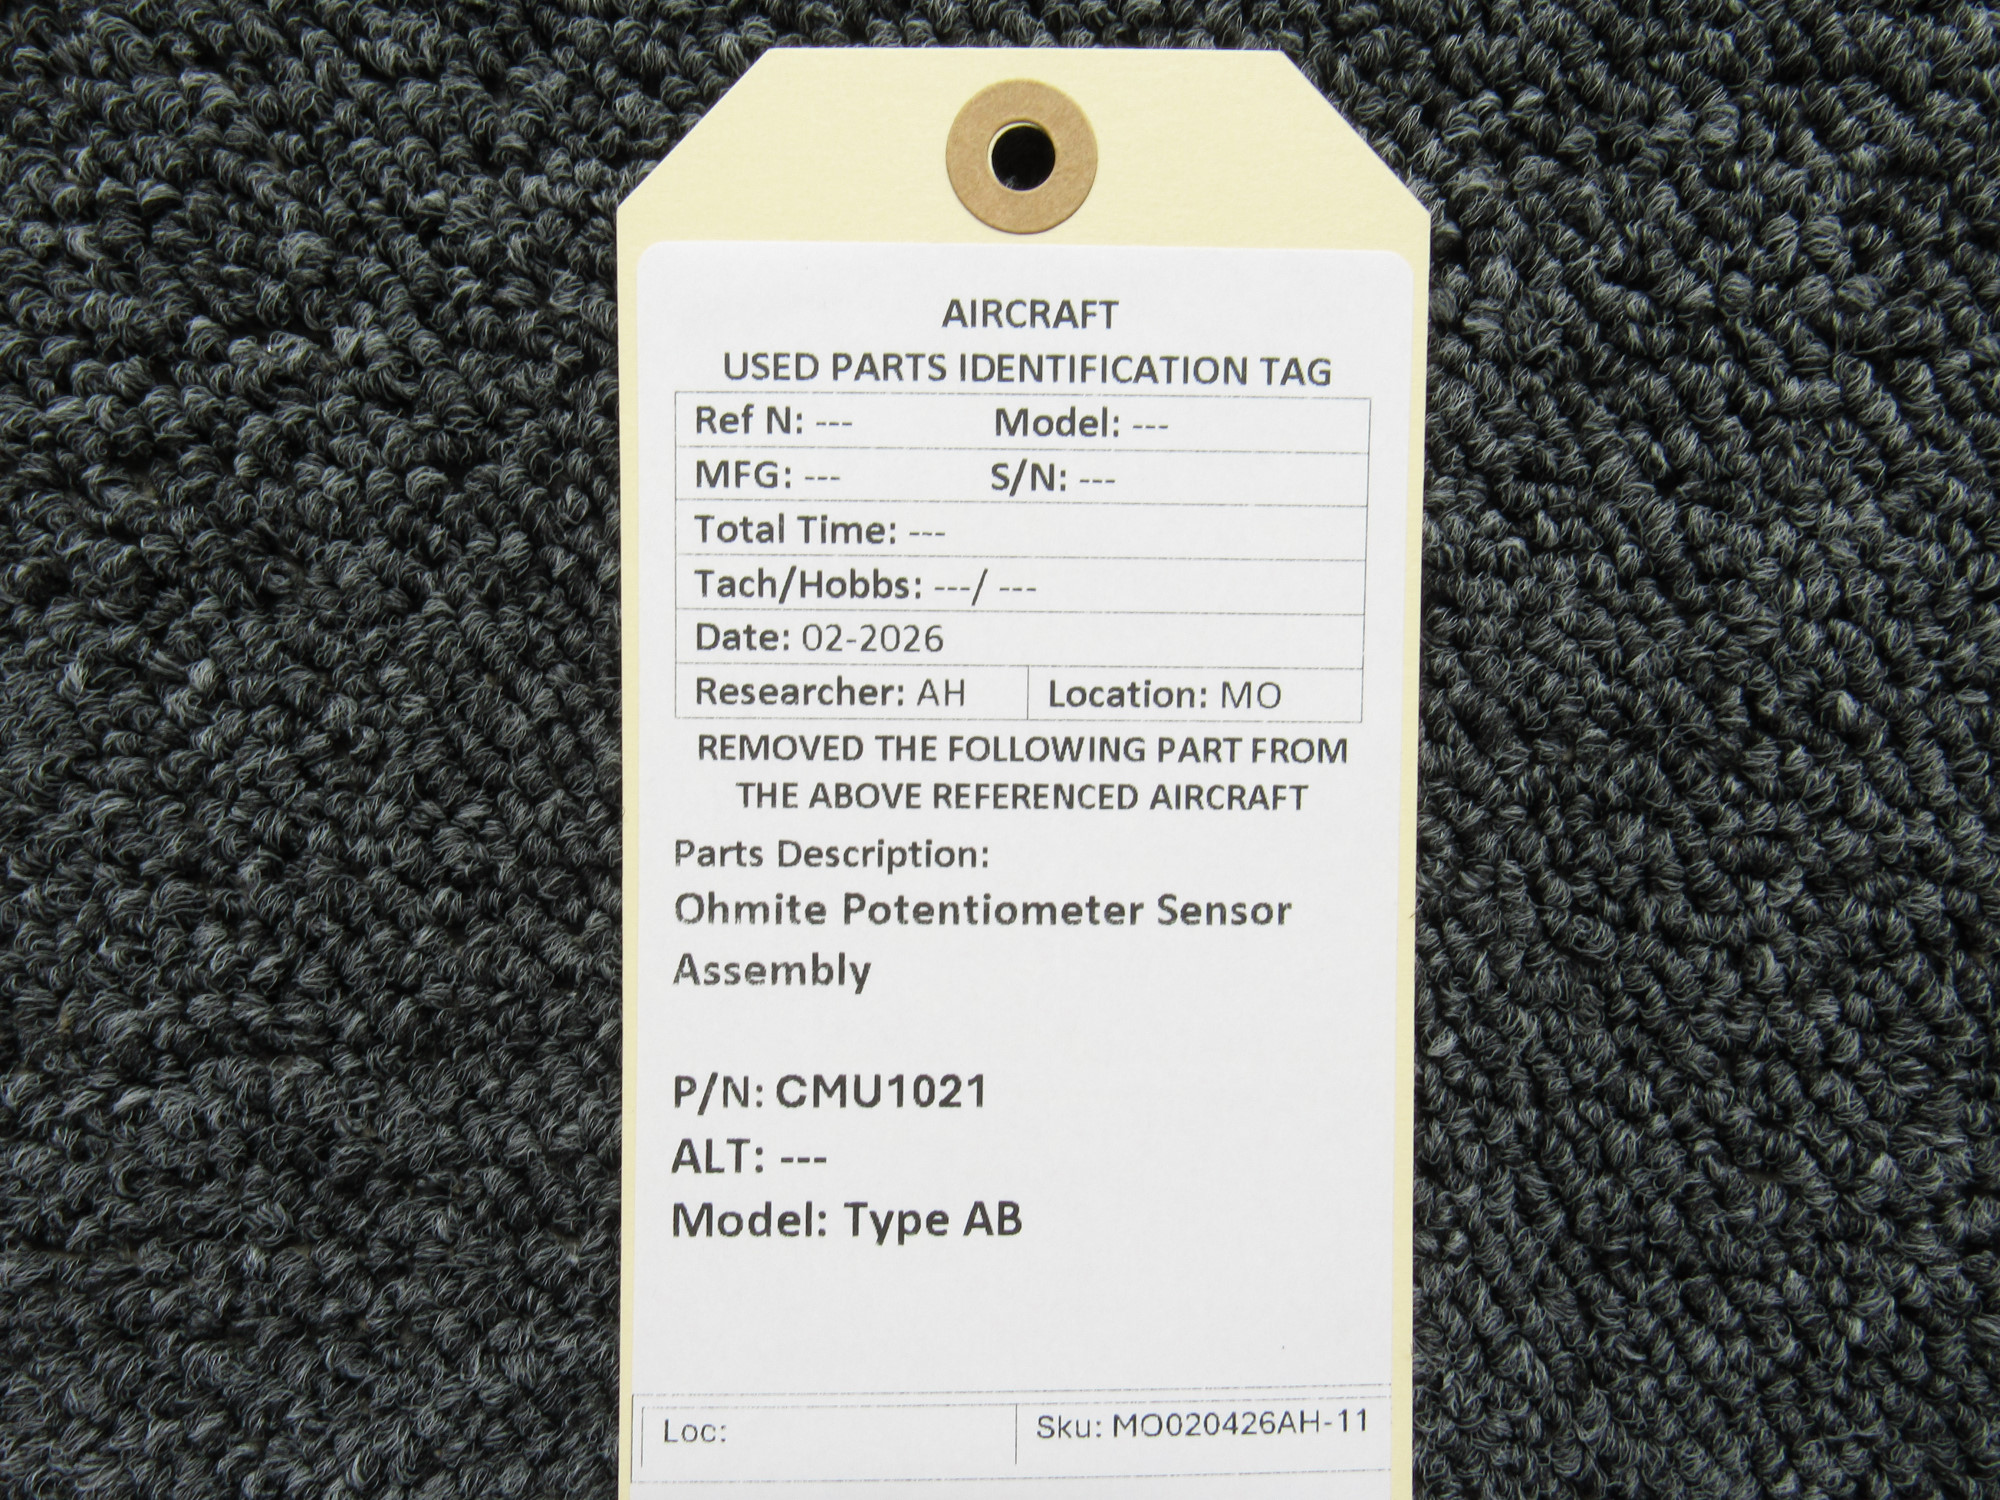 AIRCRAFT
USED PARTS IDENTIFICATION TAG
Ref N: --- Model: ---
MFG: --- S/N: ---
Total Time: ---
Tach/Hobbs: ---/ ---
Date: 02-2026
Researcher: AH Location: MO
REMOVED THE FOLLOWING PART FROM
THE ABOVE REFERENCED AIRCRAFT
Parts Description:
Ohmite Potentiometer Sensor
Assembly
P/N: CMU1021
ALT: ---
Model: Type AB
Loc: Sku: MO020426AH-11